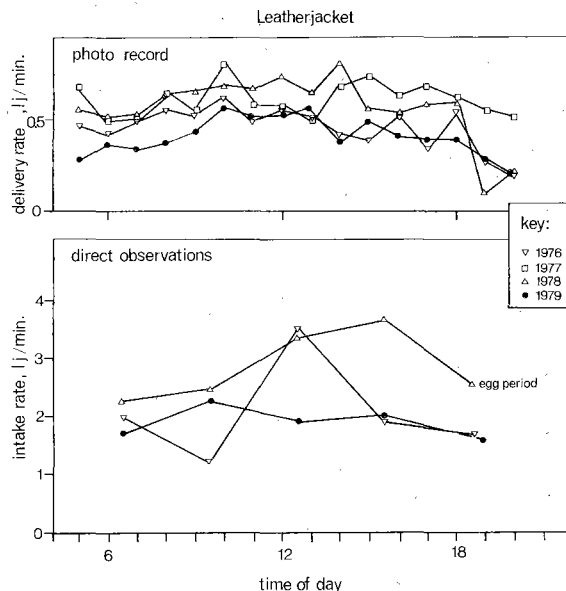 Leatherjacket
photo record
delivery rate, lj/min.
0.5
0
key:
1976
1977
1978
1979
direct observations
intake rate, lj/min.
4
3
2
1
0
egg period
6
12
18
time of day